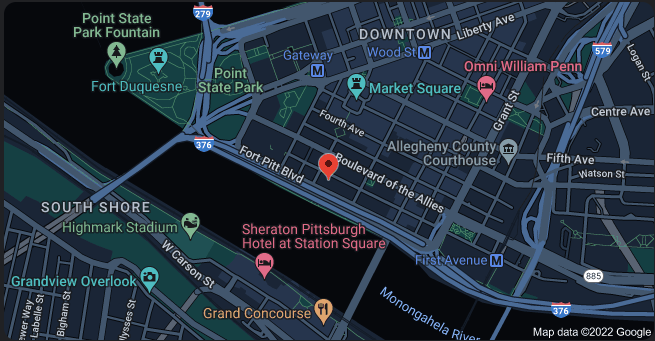 Point State
Park Fountain
279
DOWNTOWN
Liberty Ave
Wood St
M
579
Logan St
Gateway
M
Fort Duquesne
Point
State Park
Omni William Penn
Market Square
Grant St
Centre Ave
Fourth Ave
Allegheny County
Courthouse
376
Fort Pitt Blvd
Boulevard of the Allies
Fifth Ave
Watson St
SOUTH SHORE
Highmark Stadium
Sheraton Pittsburgh
Hotel at Station Square
W Carson St
First Avenue
M
885
Grandview Overlook
Labelle St
Bigham St
Ulysses St
Grand Concourse
Monongahela River
376
Map data ©2022 Google